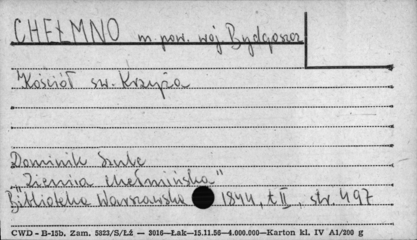 CHEŁMNO m. pow. woj. Bydgoszcz
Kościół św. Krzyża
Dominik Szulc
"Ziemia chełmińska"
Biblioteka Warszawska 1844, t. II, str. 497
CWD - B-15b, Zam. 5823/S/Łż — 3016—Łak—15.11.56—4.000.000—Karton kl. IV A1/200 g